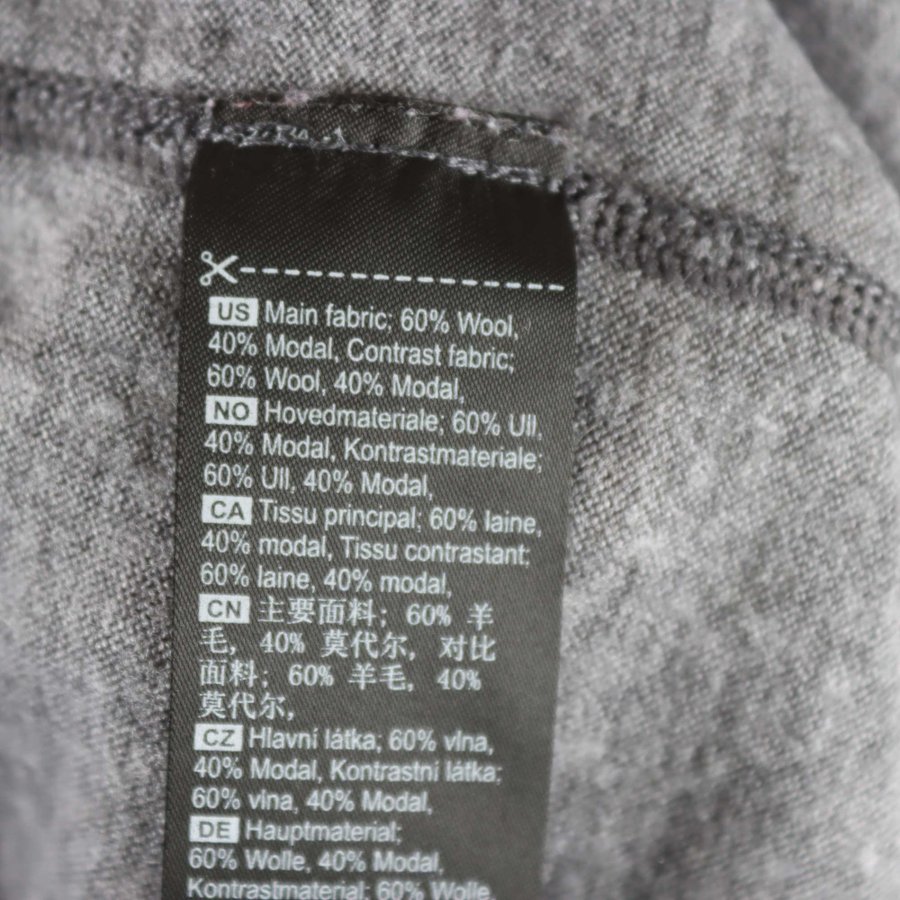 US Main fabric; 60% Wool,
40% Modal, Contrast fabric;
60% Wool, 40% Modal,
NO Hovedmateriale; 60% Ull,
40% Modal, Kontrastmateriale;
60% Ull, 40% Modal,
CA Tissu principal; 60% laine,
40% modal, Tissu contrastant;
60% laine, 40% modal,
CN 主要面料; 60% 羊
毛, 40% 莫代尔, 对比
面料; 60% 羊毛, 40%
莫代尔,
CZ Hlavní látka; 60% vlna,
40% Modal, Kontrastní látka;
60% vlna, 40% Modal,
DE Hauptmaterial;
60% Wolle, 40% Modal,
Kontrastmaterial; 60% Wolle,